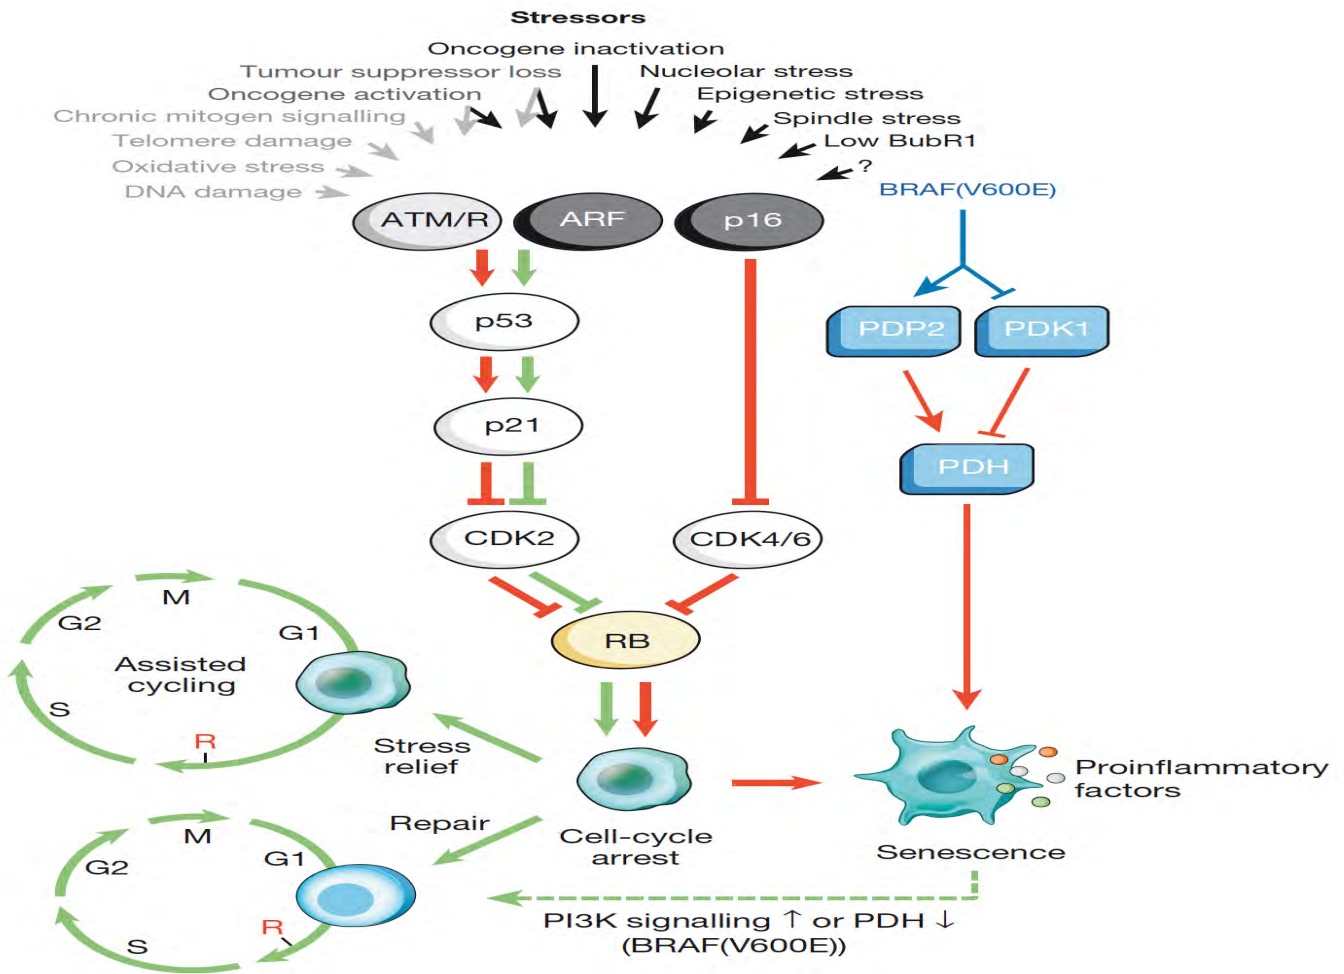 Stressors
Oncogene inactivation
Tumour suppressor loss
Nucleolar stress
Oncogene activation
Epigenetic stress
Chronic mitogen signalling
Spindle stress
Telomere damage
Low BubR1
Oxidative stress
?
DNA damage
BRAF(V600E)
ATM/R
ARF
p16
p53
PDP2
PDK1
p21
PDH
CDK2
CDK4/6
M
G2
G1
RB
Assisted
cycling
S
R
Stress
relief
Proinflammatory
factors
Repair
Cell-cycle
arrest
Senescence
M
G2
G1
R
S
PI3K signalling ↑ or PDH ↓
(BRAF(V600E))